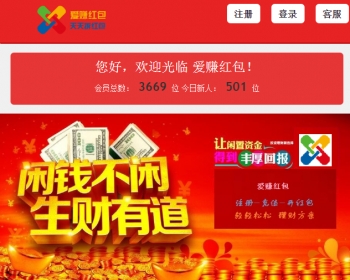 爱赚红包
天天赚红包
注册 登录 客服
您好，欢迎光临 爱赚红包！
会员总数： 3669 位 今日新人： 501 位
让闲置资金
得到丰厚回报
闲钱不闲
生财有道
爱赚红包
注册-充值-开红包
轻轻松松 理财方案